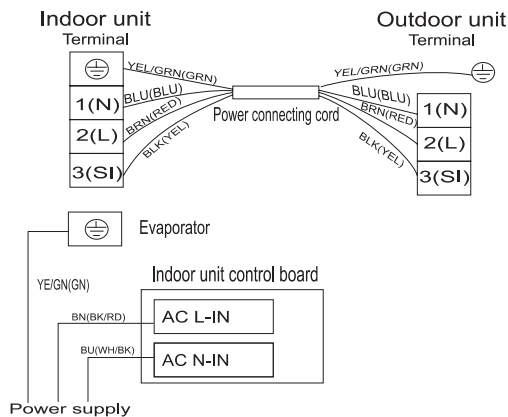 Indoor unit
Terminal
Outdoor unit
Terminal
YEL/GRN(GRN)
YEL/GRN(GRN)
1(N)
BLU(BLU)
BLU(BLU)
1(N)
2(L)
BRN(RED)
Power connecting cord
BRN(RED)
2(L)
3(SI)
BLK(YEL)
BLK(YEL)
3(SI)
Evaporator
YE/GN(GN)
Indoor unit control board
BN(BK/RD)
AC L-IN
BU(WH/BK)
AC N-IN
Power supply